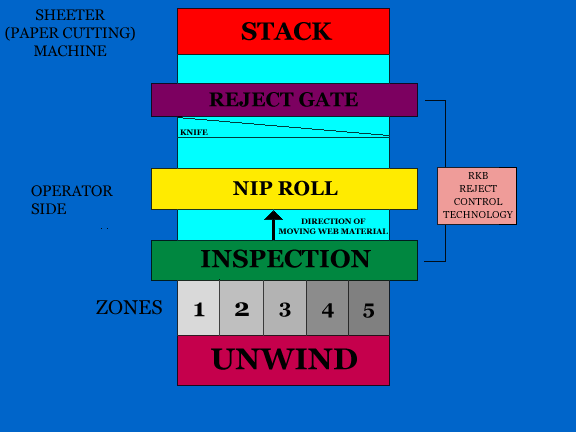 SHEETER
(PAPER CUTTING)
MACHINE
STACK
REJECT GATE
KNIFE
RKB
REJECT
CONTROL
TECHNOLOGY
OPERATOR
SIDE
NIP ROLL
DIRECTION OF
MOVING WEB MATERIAL
INSPECTION
ZONES 1 2 3 4 5
UNWIND